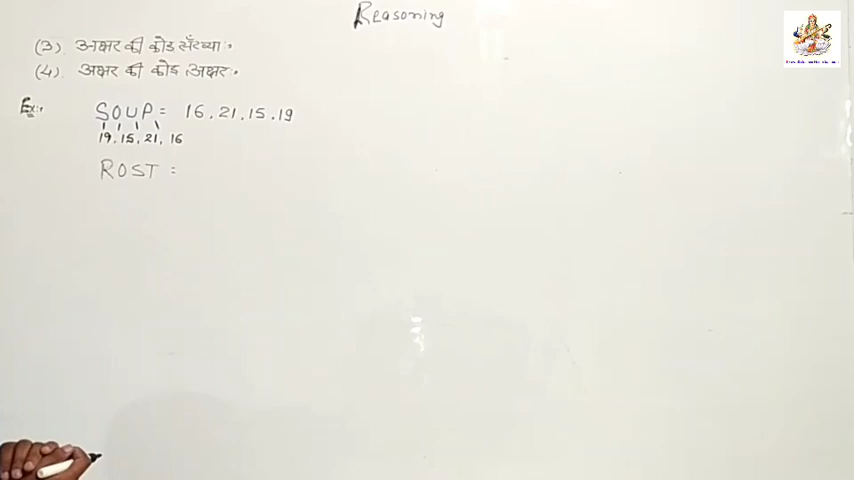 Reasoning
(3). अक्षर की कोड सँख्या:-
(4). अक्षर की कोड अक्षर:-
Ex:- SOUP = 16, 21, 15, 19
19, 15, 21, 16
ROST =